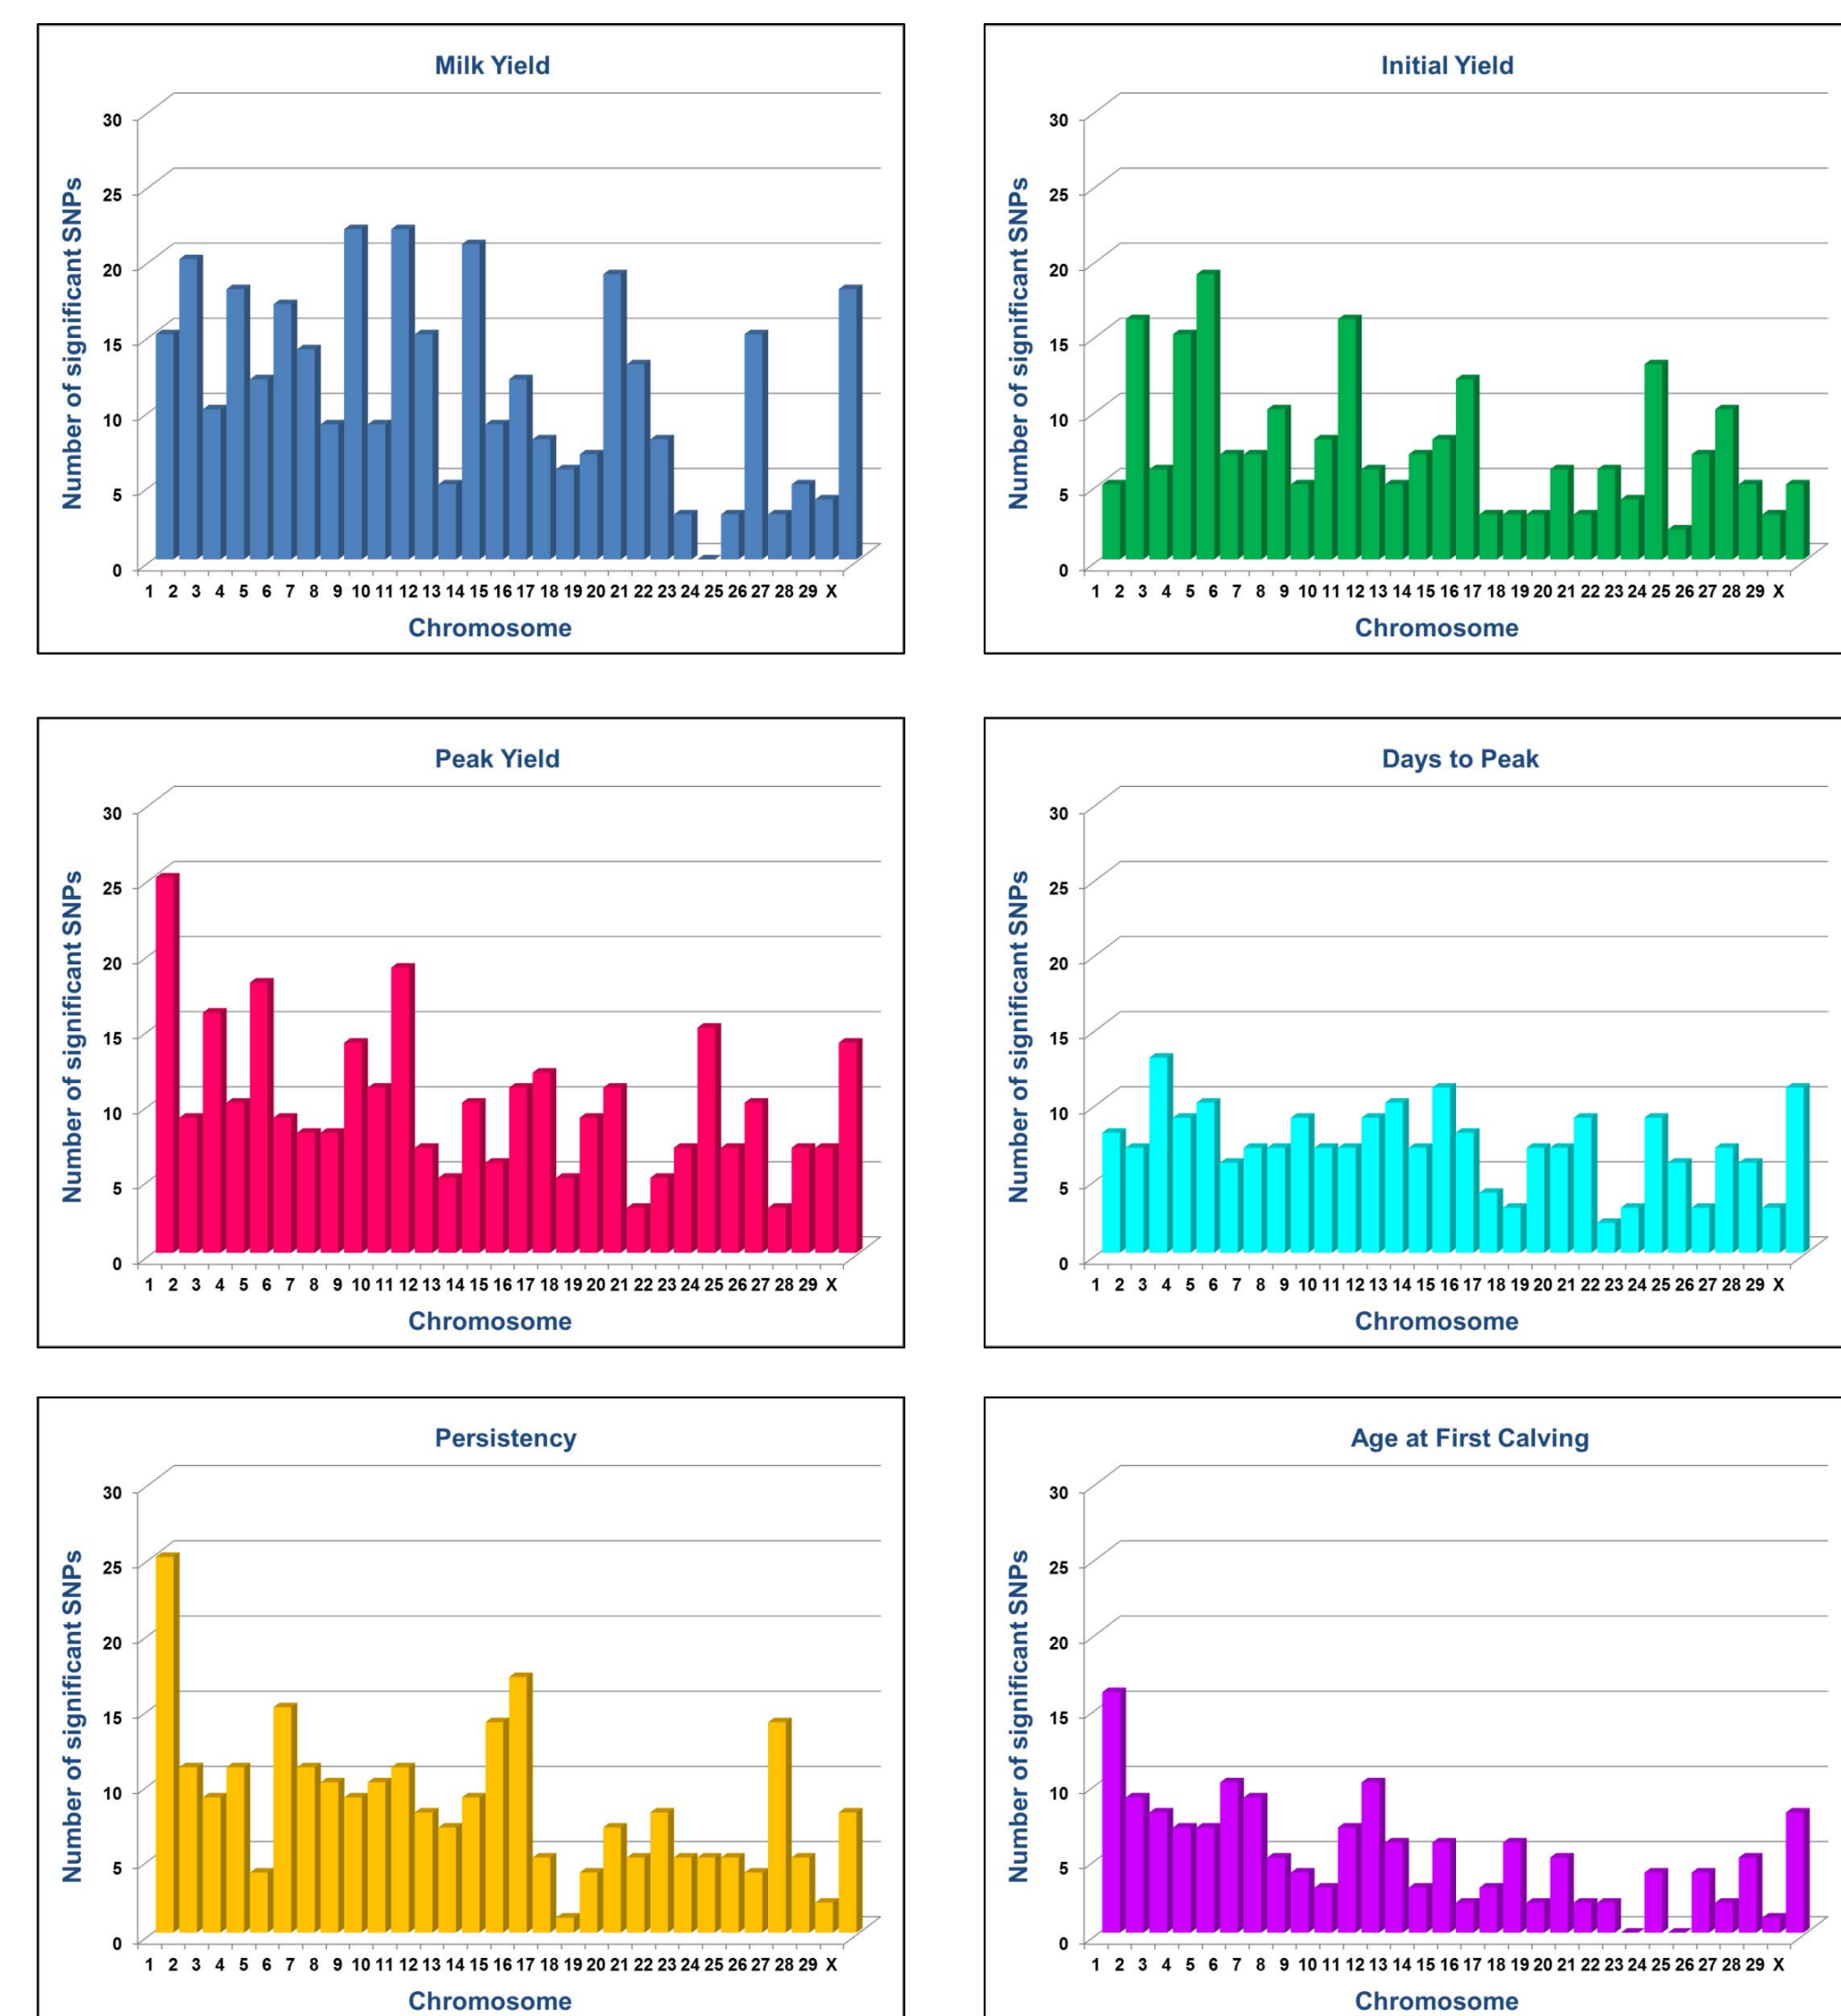 Milk Yield
Number of significant SNPs
30
25
20
15
10
5
0
1 2 3 4 5 6 7 8 9 10 11 12 13 14 15 16 17 18 19 20 21 22 23 24 25 26 27 28 29 X
Chromosome
Initial Yield
Number of significant SNPs
30
25
20
15
10
5
0
1 2 3 4 5 6 7 8 9 10 11 12 13 14 15 16 17 18 19 20 21 22 23 24 25 26 27 28 29 X
Chromosome
Peak Yield
Number of significant SNPs
30
25
20
15
10
5
0
1 2 3 4 5 6 7 8 9 10 11 12 13 14 15 16 17 18 19 20 21 22 23 24 25 26 27 28 29 X
Chromosome
Days to Peak
Number of significant SNPs
30
25
20
15
10
5
0
1 2 3 4 5 6 7 8 9 10 11 12 13 14 15 16 17 18 19 20 21 22 23 24 25 26 27 28 29 X
Chromosome
Persistency
Number of significant SNPs
30
25
20
15
10
5
0
1 2 3 4 5 6 7 8 9 10 11 12 13 14 15 16 17 18 19 20 21 22 23 24 25 26 27 28 29 X
Chromosome
Age at First Calving
Number of significant SNPs
30
25
20
15
10
5
0
1 2 3 4 5 6 7 8 9 10 11 12 13 14 15 16 17 18 19 20 21 22 23 24 25 26 27 28 29 X
Chromosome